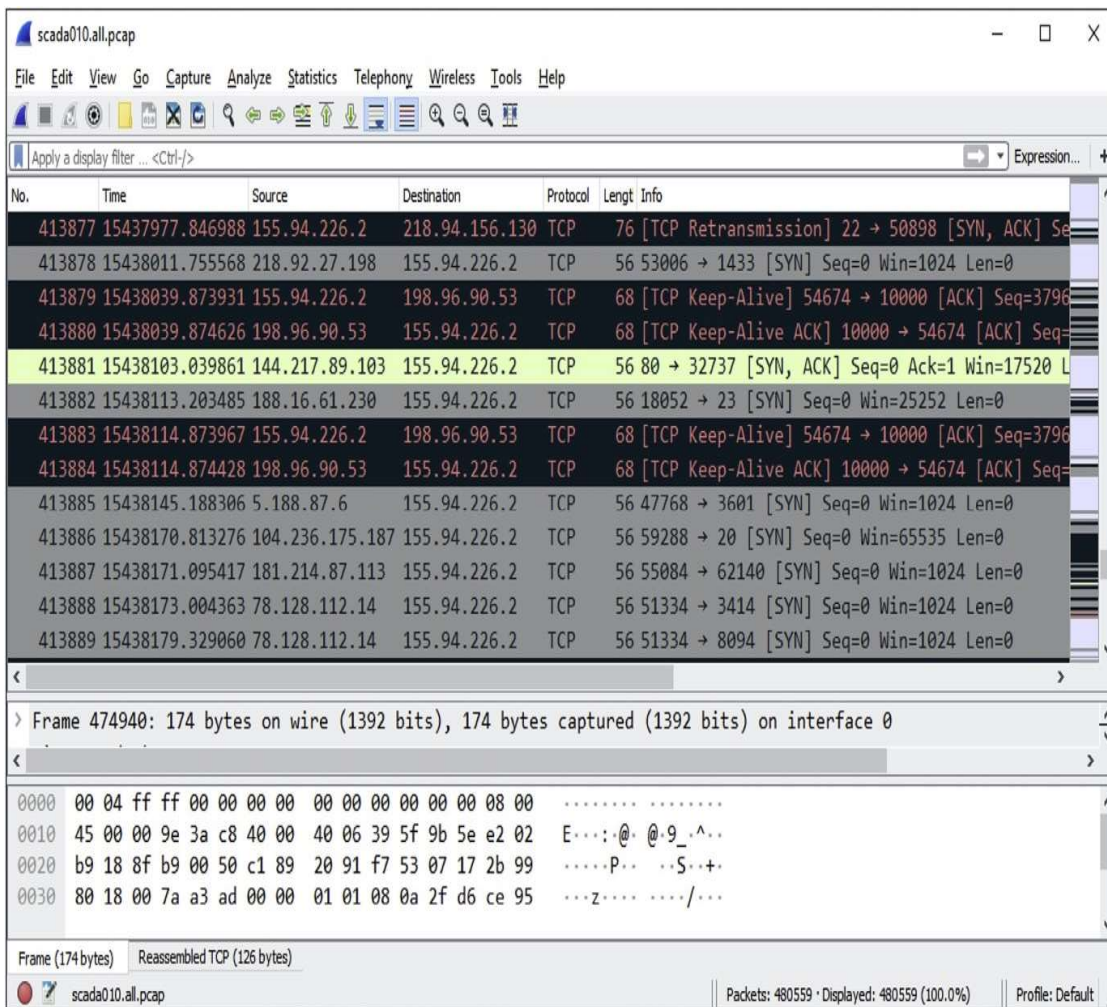 scada010.all.pcap
File Edit View Go Capture Analyze Statistics Telephony Wireless Tools Help
Apply a display filter ... <Ctrl-/> Expression... +
No. Time Source Destination Protocol Lengt Info
413877 15437977.846988 155.94.226.2 218.94.156.130 TCP 76 [TCP Retransmission] 22 → 50898 [SYN, ACK] Se
413878 15438011.755568 218.92.27.198 155.94.226.2 TCP 56 53006 → 1433 [SYN] Seq=0 Win=1024 Len=0
413879 15438039.873931 155.94.226.2 198.96.90.53 TCP 68 [TCP Keep-Alive] 54674 → 10000 [ACK] Seq=3796
413880 15438039.874626 198.96.90.53 155.94.226.2 TCP 68 [TCP Keep-Alive ACK] 10000 → 54674 [ACK] Seq=
413881 15438103.039861 144.217.89.103 155.94.226.2 TCP 56 80 → 32737 [SYN, ACK] Seq=0 Ack=1 Win=17520 L
413882 15438113.203485 188.16.61.230 155.94.226.2 TCP 56 18052 → 23 [SYN] Seq=0 Win=25252 Len=0
413883 15438114.873967 155.94.226.2 198.96.90.53 TCP 68 [TCP Keep-Alive] 54674 → 10000 [ACK] Seq=3796
413884 15438114.874428 198.96.90.53 155.94.226.2 TCP 68 [TCP Keep-Alive ACK] 10000 → 54674 [ACK] Seq=
413885 15438145.188306 5.188.87.6 155.94.226.2 TCP 56 47768 → 3601 [SYN] Seq=0 Win=1024 Len=0
413886 15438170.813276 104.236.175.187 155.94.226.2 TCP 56 59288 → 20 [SYN] Seq=0 Win=65535 Len=0
413887 15438171.095417 181.214.87.113 155.94.226.2 TCP 56 55084 → 62140 [SYN] Seq=0 Win=1024 Len=0
413888 15438173.004363 78.128.112.14 155.94.226.2 TCP 56 51334 → 3414 [SYN] Seq=0 Win=1024 Len=0
413889 15438179.329060 78.128.112.14 155.94.226.2 TCP 56 51334 → 8094 [SYN] Seq=0 Win=1024 Len=0
Frame 474940: 174 bytes on wire (1392 bits), 174 bytes captured (1392 bits) on interface 0
0000 00 04 ff ff 00 00 00 00 00 00 00 00 00 00 08 00 ········ ········
0010 45 00 00 9e 3a c8 40 00 40 06 39 5f 9b 5e e2 02 E···:·@· @·9_·^··
0020 b9 18 8f b9 00 50 c1 89 20 91 f7 53 07 17 2b 99 ·····P·· ··S··+·
0030 80 18 00 7a a3 ad 00 00 01 01 08 0a 2f d6 ce 95 ···z···· ····/···
Frame (174 bytes) Reassembled TCP (126 bytes)
scada010.all.pcap Packets: 480559 · Displayed: 480559 (100.0%) Profile: Default